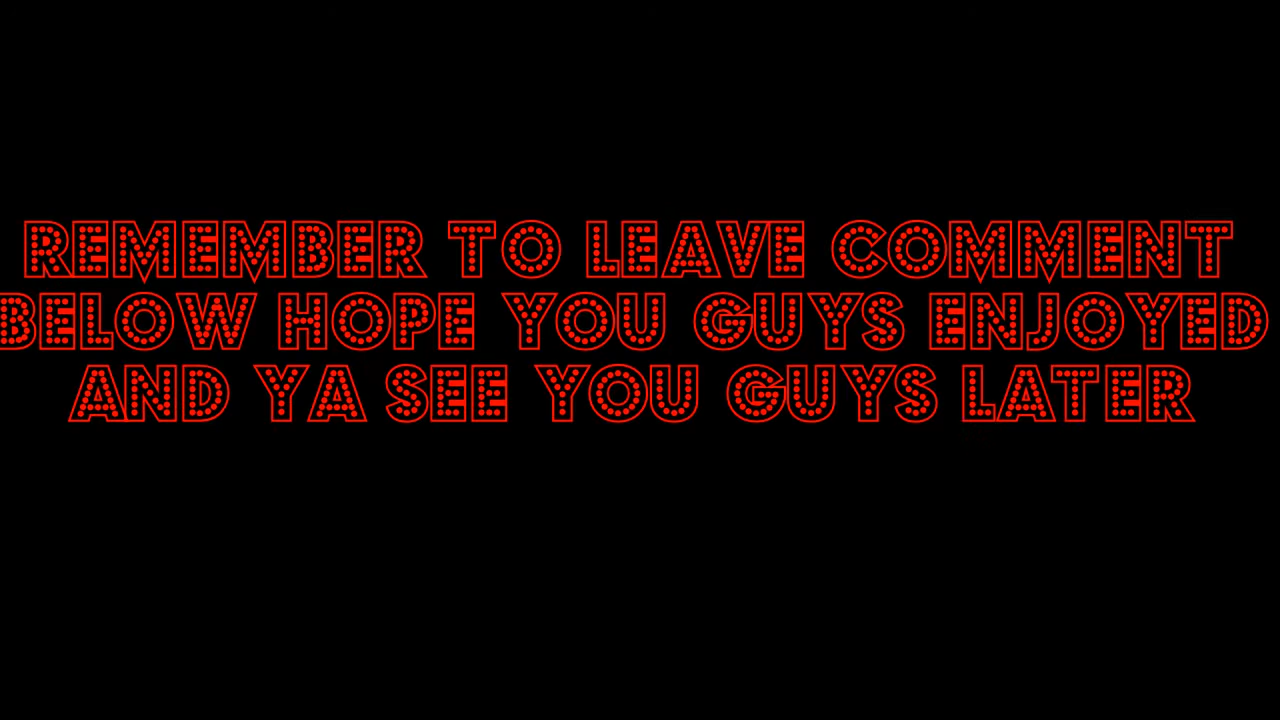 REMEMBER TO LEAVE COMMENT
BELOW HOPE YOU GUYS ENJOYED
AND YA SEE YOU GUYS LATER